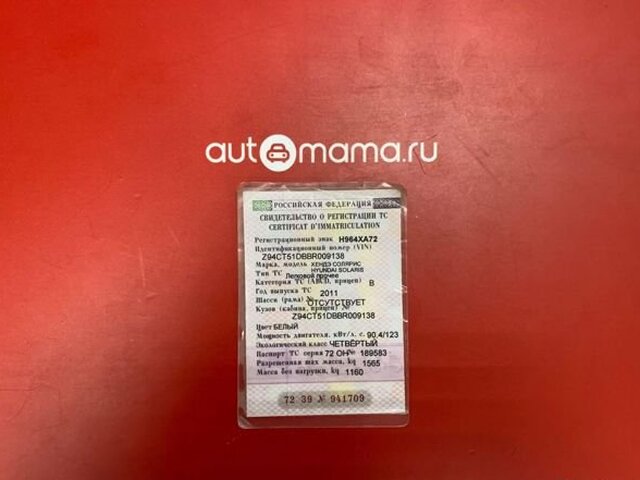 automama.ru
РОССИЙСКАЯ ФЕДЕРАЦИЯ
СВИДЕТЕЛЬСТВО О РЕГИСТРАЦИИ ТС
CERTIFICAT D'IMMATRICULATION
Регистрационный знак Н964ХА72
Идентификационный номер (VIN)
Z94CT51DBBR009138
Марка, модель ХЕНДЭ СОЛЯРИС
HYUNDAI SOLARIS
Тип ТС Легковой прочее
Категория ТС (ABCD, прицеп) В
Год выпуска ТС 2011
Шасси (рама) № ОТСУТСТВУЕТ
Кузов (кабина, прицеп) №
Z94CT51DBBR009138
Цвет БЕЛЫЙ
Мощность двигателя, кВт/л. с. 90,4/123
Экологический класс ЧЕТВЁРТЫЙ
Паспорт ТС серия 72 ОН № 189583
Разрешенная max масса, kg 1565
Масса без нагрузки, kg 1160
72 39 № 941709